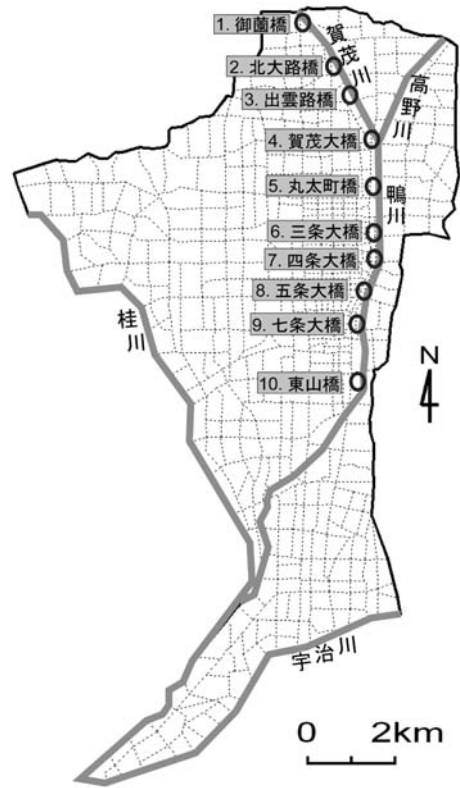 1. 御薗橋
賀茂川
2. 北大路橋
高野川
3. 出雲路橋
4. 賀茂大橋
5. 丸太町橋
鴨川
6. 三条大橋
7. 四条大橋
8. 五条大橋
9. 七条大橋
桂川
N
10. 東山橋
宇治川
0 2km